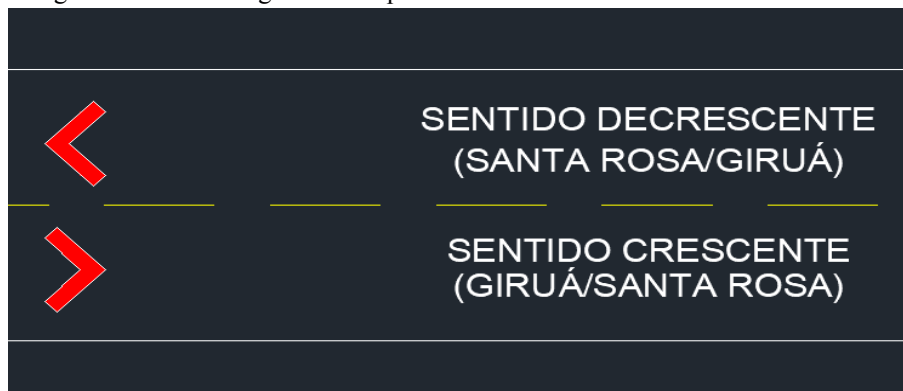 SENTIDO DECRESCENTE
(SANTA ROSA/GIRUÁ)
SENTIDO CRESCENTE
(GIRUÁ/SANTA ROSA)